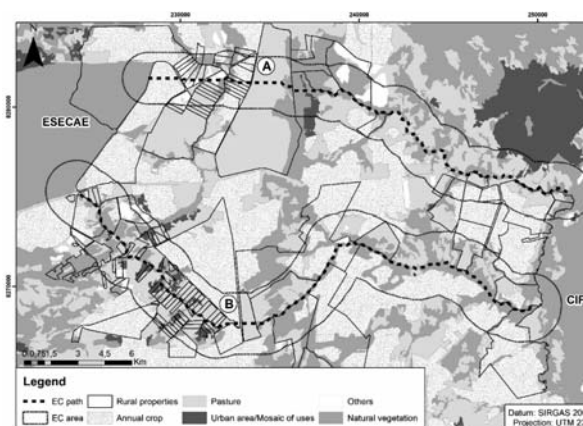 230000 240000 250000
A
ESECAE
CIF
B
0 0,75 1,5 3 4,5 6
Km
Legend
EC path Rural properties Pasture Others
EC area Annual crop Urban area/Mosaic of uses Natural vegetation
Datum: SIRGAS 200
Projection: UTM 2